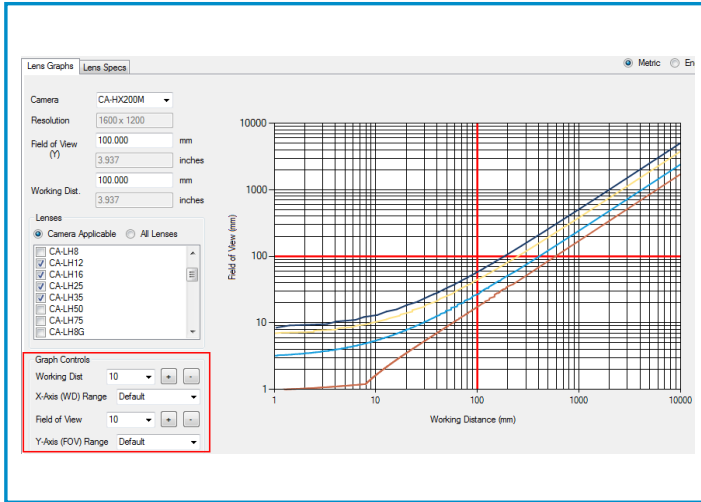 Lens Graphs Lens Specs
Metric En
Camera CA-HX200M
Resolution 1600 x 1200
Field of View (Y) 100.000 mm
3.937 inches
Working Dist. 100.000 mm
3.937 inches
Lenses
Camera Applicable All Lenses
CA-LH8
CA-LH12
CA-LH16
CA-LH25
CA-LH35
CA-LH50
CA-LH75
CA-LH8G
Graph Controls
Working Dist 10 + -
X-Axis (WD) Range Default
Field of View 10 + -
Y-Axis (FOV) Range Default
Field of View (mm)
10000
1000
100
10
1
1 10 100 1000 10000
Working Distance (mm)